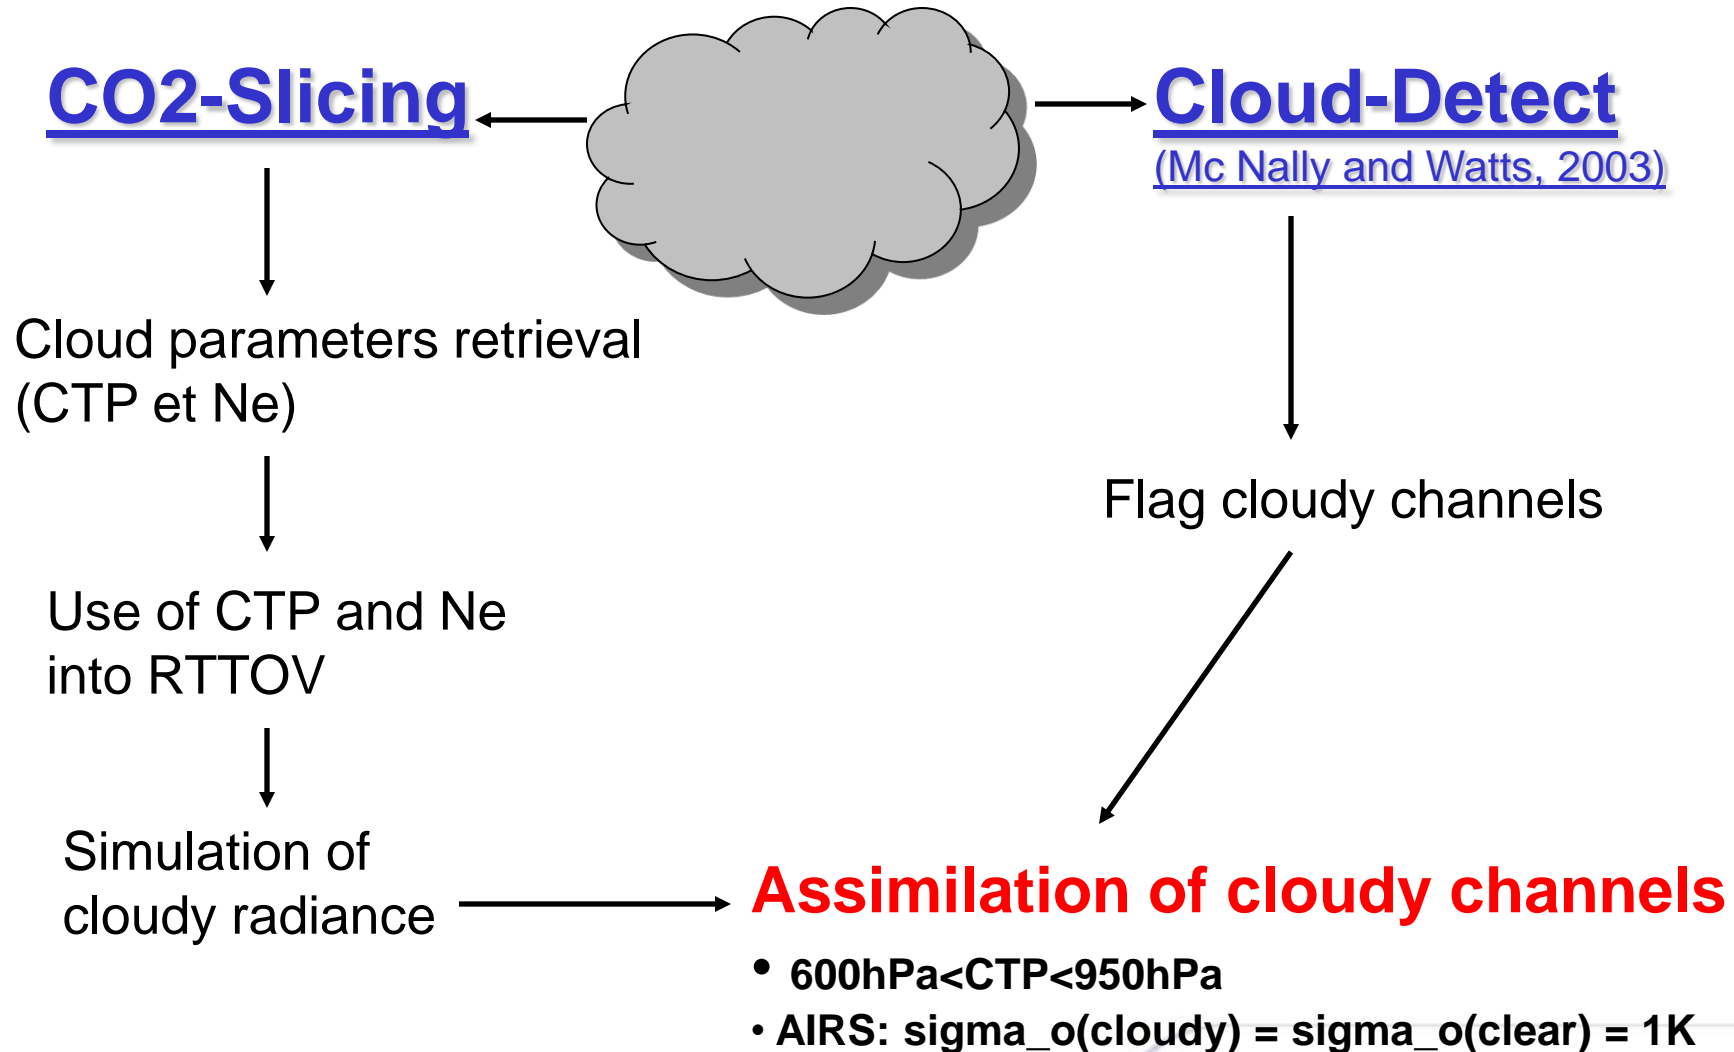 CO2-Slicing
Cloud-Detect
(Mc Nally and Watts, 2003)
Cloud parameters retrieval
(CTP et Ne)
Flag cloudy channels
Use of CTP and Ne
into RTTOV
Simulation of
cloudy radiance
Assimilation of cloudy channels
• 600hPa<CTP<950hPa
• AIRS: sigma_o(cloudy) = sigma_o(clear) = 1K